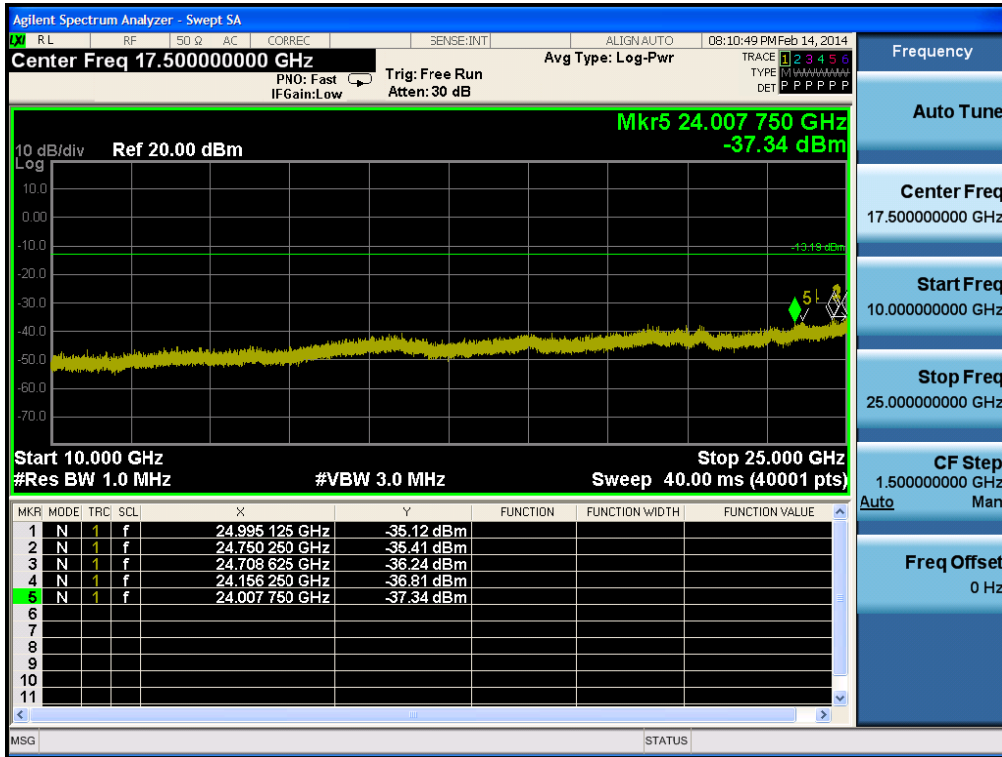 Agilent Spectrum Analyzer - Swept SA
LXI RL RF 50 Ω AC CORREC SENSE:INT ALIGN AUTO 08:10:49 PM Feb 14, 2014
Center Freq 17.500000000 GHz
PNO: Fast
IFGain:Low
Trig: Free Run
Atten: 30 dB
Avg Type: Log-Pwr
TRACE 1 2 3 4 5 6
TYPE M
DET P P P P P P
Mkr5 24.007 750 GHz
-37.34 dBm
10 dB/div Ref 20.00 dBm
Log
10.0
0.00
-10.0
-13.19 dBm
-20.0
-30.0
5
-40.0
-50.0
-60.0
-70.0
Start 10.000 GHz Stop 25.000 GHz
#Res BW 1.0 MHz #VBW 3.0 MHz Sweep 40.00 ms (40001 pts)
MKR MODE TRC SCL X Y FUNCTION FUNCTION WIDTH FUNCTION VALUE
1 N 1 f 24.995 125 GHz -35.12 dBm
2 N 1 f 24.750 250 GHz -35.41 dBm
3 N 1 f 24.708 625 GHz -36.24 dBm
4 N 1 f 24.156 250 GHz -36.81 dBm
5 N 1 f 24.007 750 GHz -37.34 dBm
6
7
8
9
10
11
MSG STATUS
Frequency
Auto Tune
Center Freq
17.500000000 GHz
Start Freq
10.000000000 GHz
Stop Freq
25.000000000 GHz
CF Step
1.500000000 GHz
Auto Man
Freq Offset
0 Hz